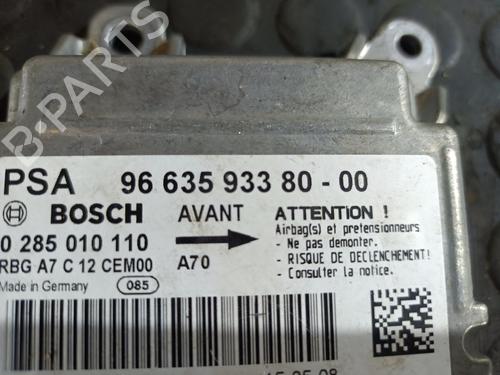 B-PARTS
PSA 96 635 933 80 - 00
BOSCH AVANT ATTENTION !
Airbag(s) et pretensionneurs
0 285 010 110 - Ne pas demonter.
RBG A7 C 12 CEM00 A70 - RISQUE DE DECLENCHEMENT!
- Consulter la notice.
Made in Germany 085